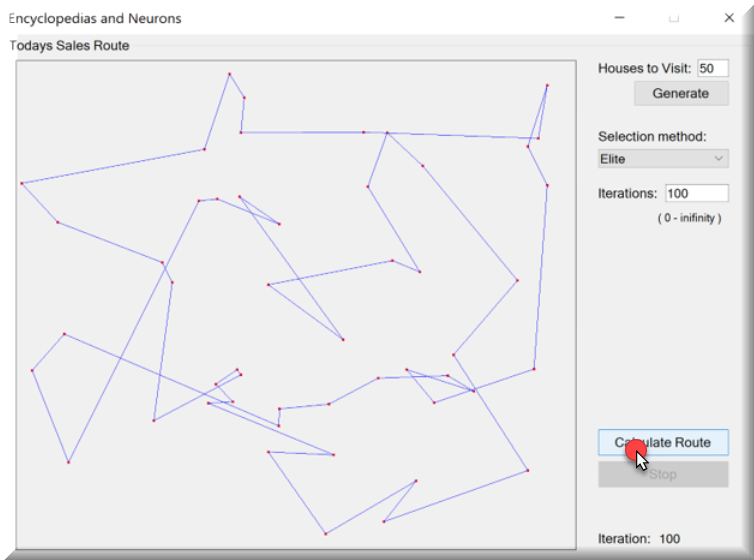 Encyclopedias and Neurons
Todays Sales Route
Houses to Visit: 50
Generate
Selection method:
Elite
Iterations: 100
( 0 - inifinity )
Calculate Route
Stop
Iteration: 100